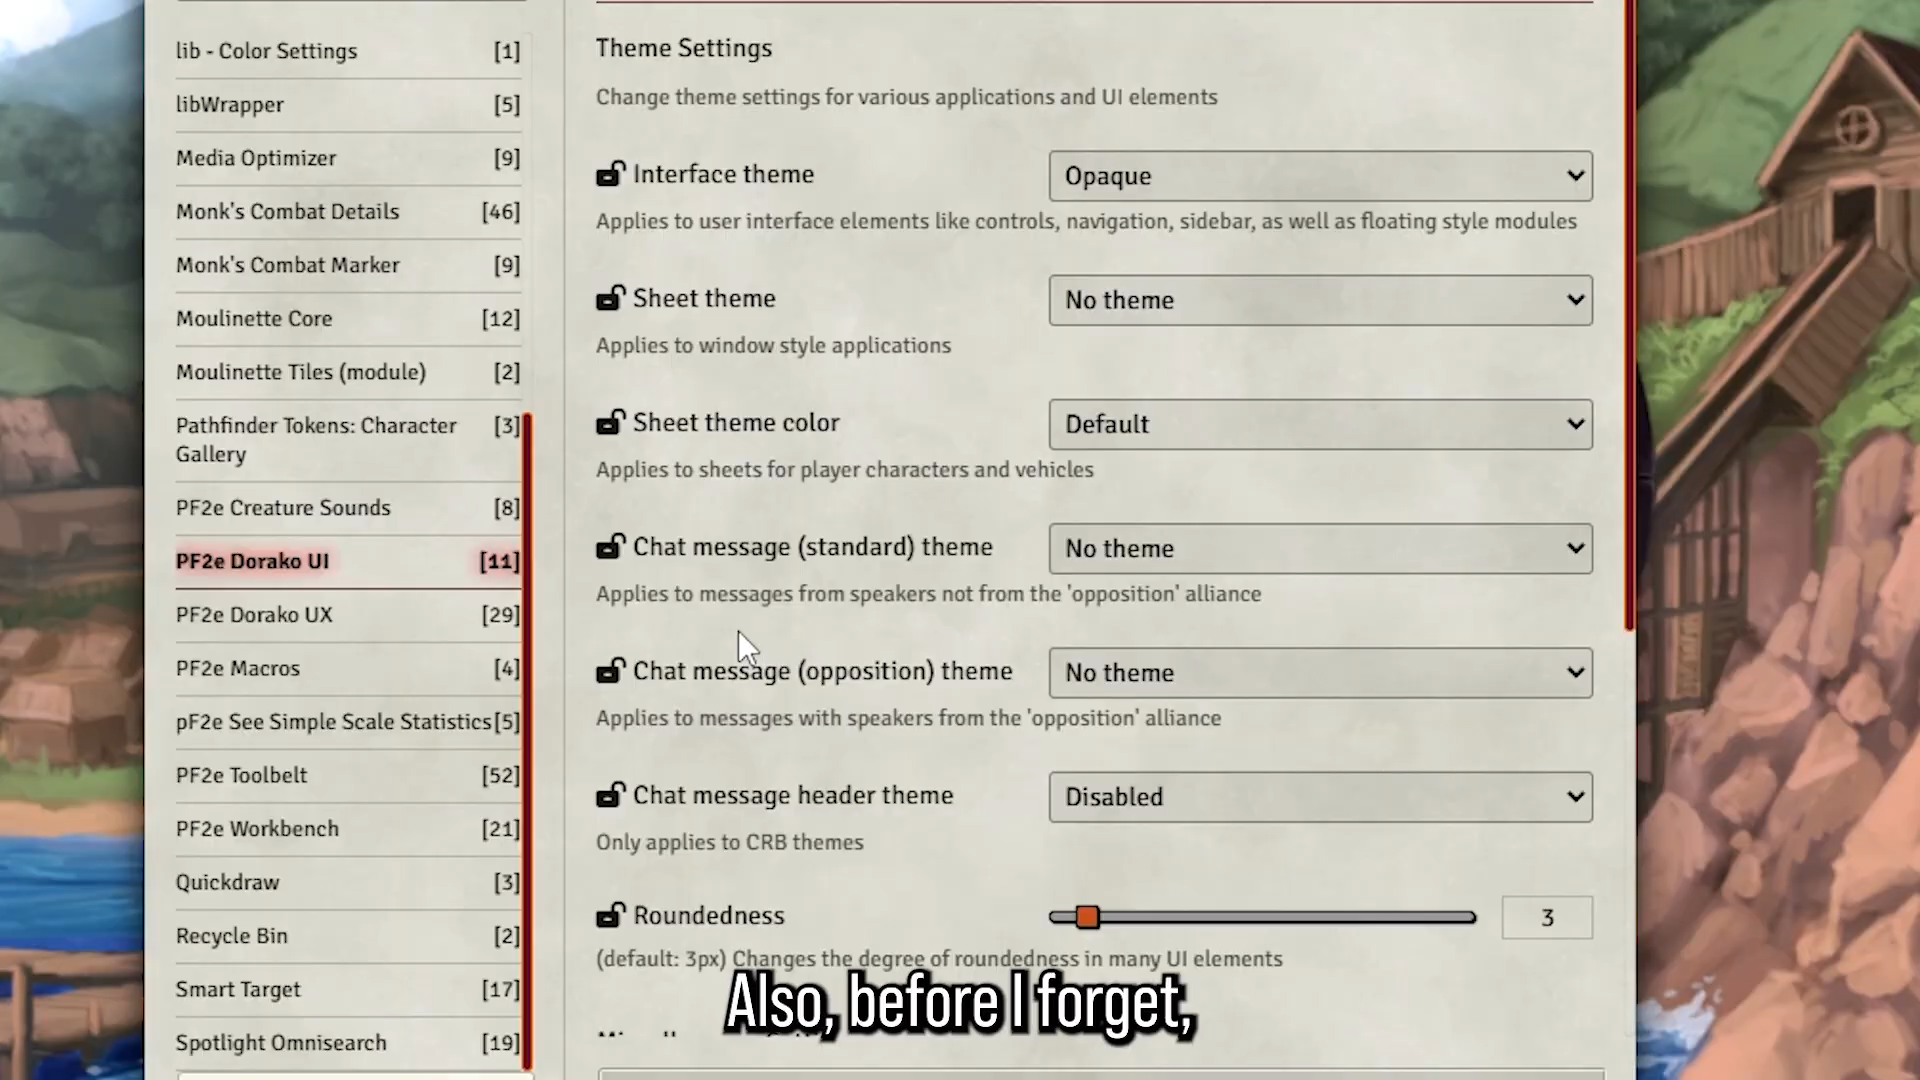 lib - Color Settings [1]
libWrapper [5]
Media Optimizer [9]
Monk's Combat Details [46]
Monk's Combat Marker [9]
Moulinette Core [12]
Moulinette Tiles (module) [2]
Pathfinder Tokens: Character [3]
Gallery
PF2e Creature Sounds [8]
PF2e Dorako UI [11]
PF2e Dorako UX [29]
PF2e Macros [4]
pF2e See Simple Scale Statistics[5]
PF2e Toolbelt [52]
PF2e Workbench [21]
Quickdraw [3]
Recycle Bin [2]
Smart Target [17]
Spotlight Omnisearch [19]
Theme Settings
Change theme settings for various applications and UI elements
Interface theme Opaque
Applies to user interface elements like controls, navigation, sidebar, as well as floating style modules
Sheet theme No theme
Applies to window style applications
Sheet theme color Default
Applies to sheets for player characters and vehicles
Chat message (standard) theme No theme
Applies to messages from speakers not from the 'opposition' alliance
Chat message (opposition) theme No theme
Applies to messages with speakers from the 'opposition' alliance
Chat message header theme Disabled
Only applies to CRB themes
Roundedness 3
(default: 3px) Changes the degree of roundedness in many UI elements
Also, before I forget,